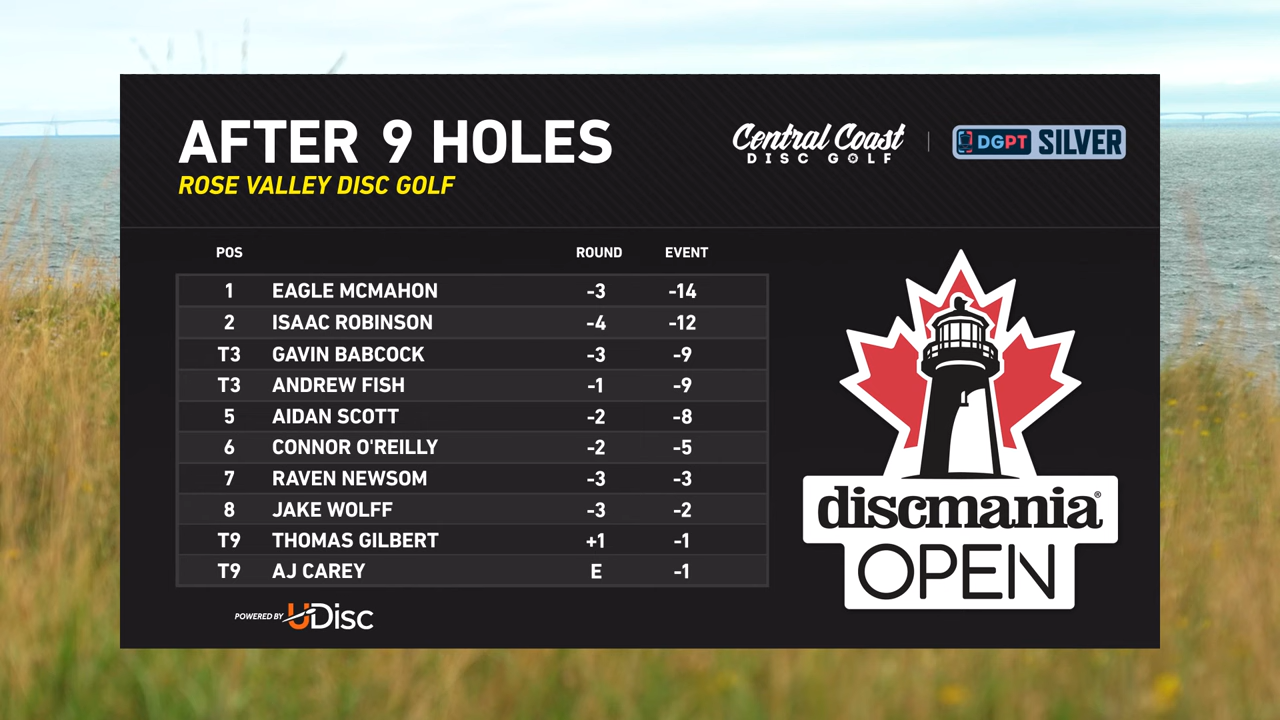 AFTER 9 HOLES
ROSE VALLEY DISC GOLF
Central Coast
DISC GOLF
DGPT SILVER
POS ROUND EVENT
1 EAGLE MCMAHON -3 -14
2 ISAAC ROBINSON -4 -12
T3 GAVIN BABCOCK -3 -9
T3 ANDREW FISH -1 -9
5 AIDAN SCOTT -2 -8
6 CONNOR O'REILLY -2 -5
7 RAVEN NEWSOM -3 -3
8 JAKE WOLFF -3 -2
T9 THOMAS GILBERT +1 -1
T9 AJ CAREY E -1
discmania®
OPEN
POWERED BY UDisc